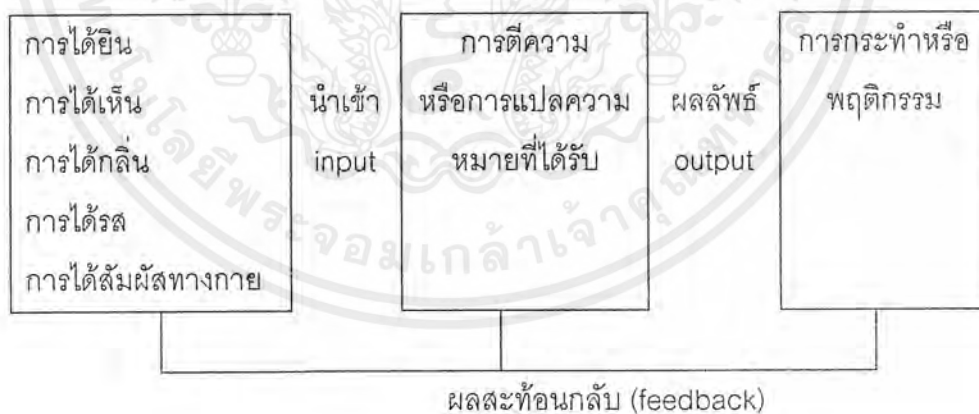 การได้ยิน
การได้เห็น
การได้กลิ่น
การได้รส
การได้สัมผัสทางกาย
นำเข้า
input
การตีความ
หรือการแปลความ
หมายที่ได้รับ
ผลลัพธ์
output
การกระทำหรือ
พฤติกรรม
ผลสะท้อนกลับ (feedback)